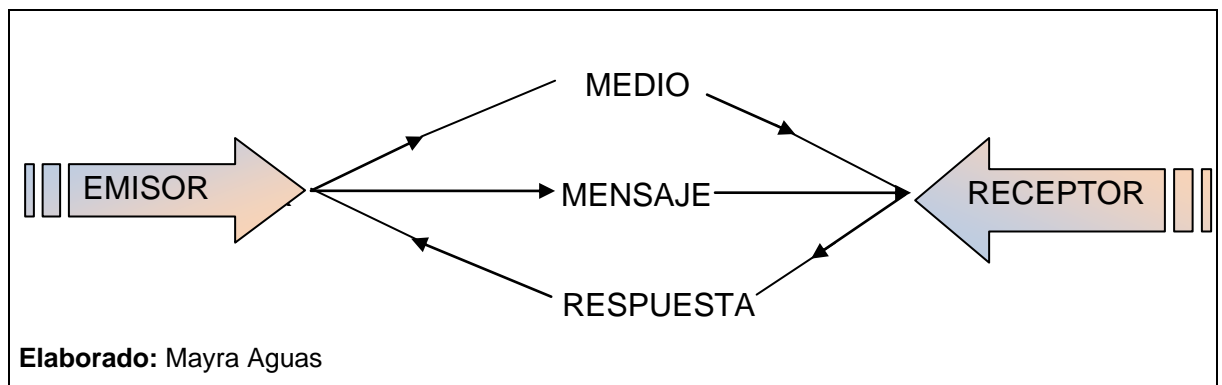 MEDIO
EMISOR
MENSAJE
RECEPTOR
RESPUESTA
Elaborado: Mayra Aguas